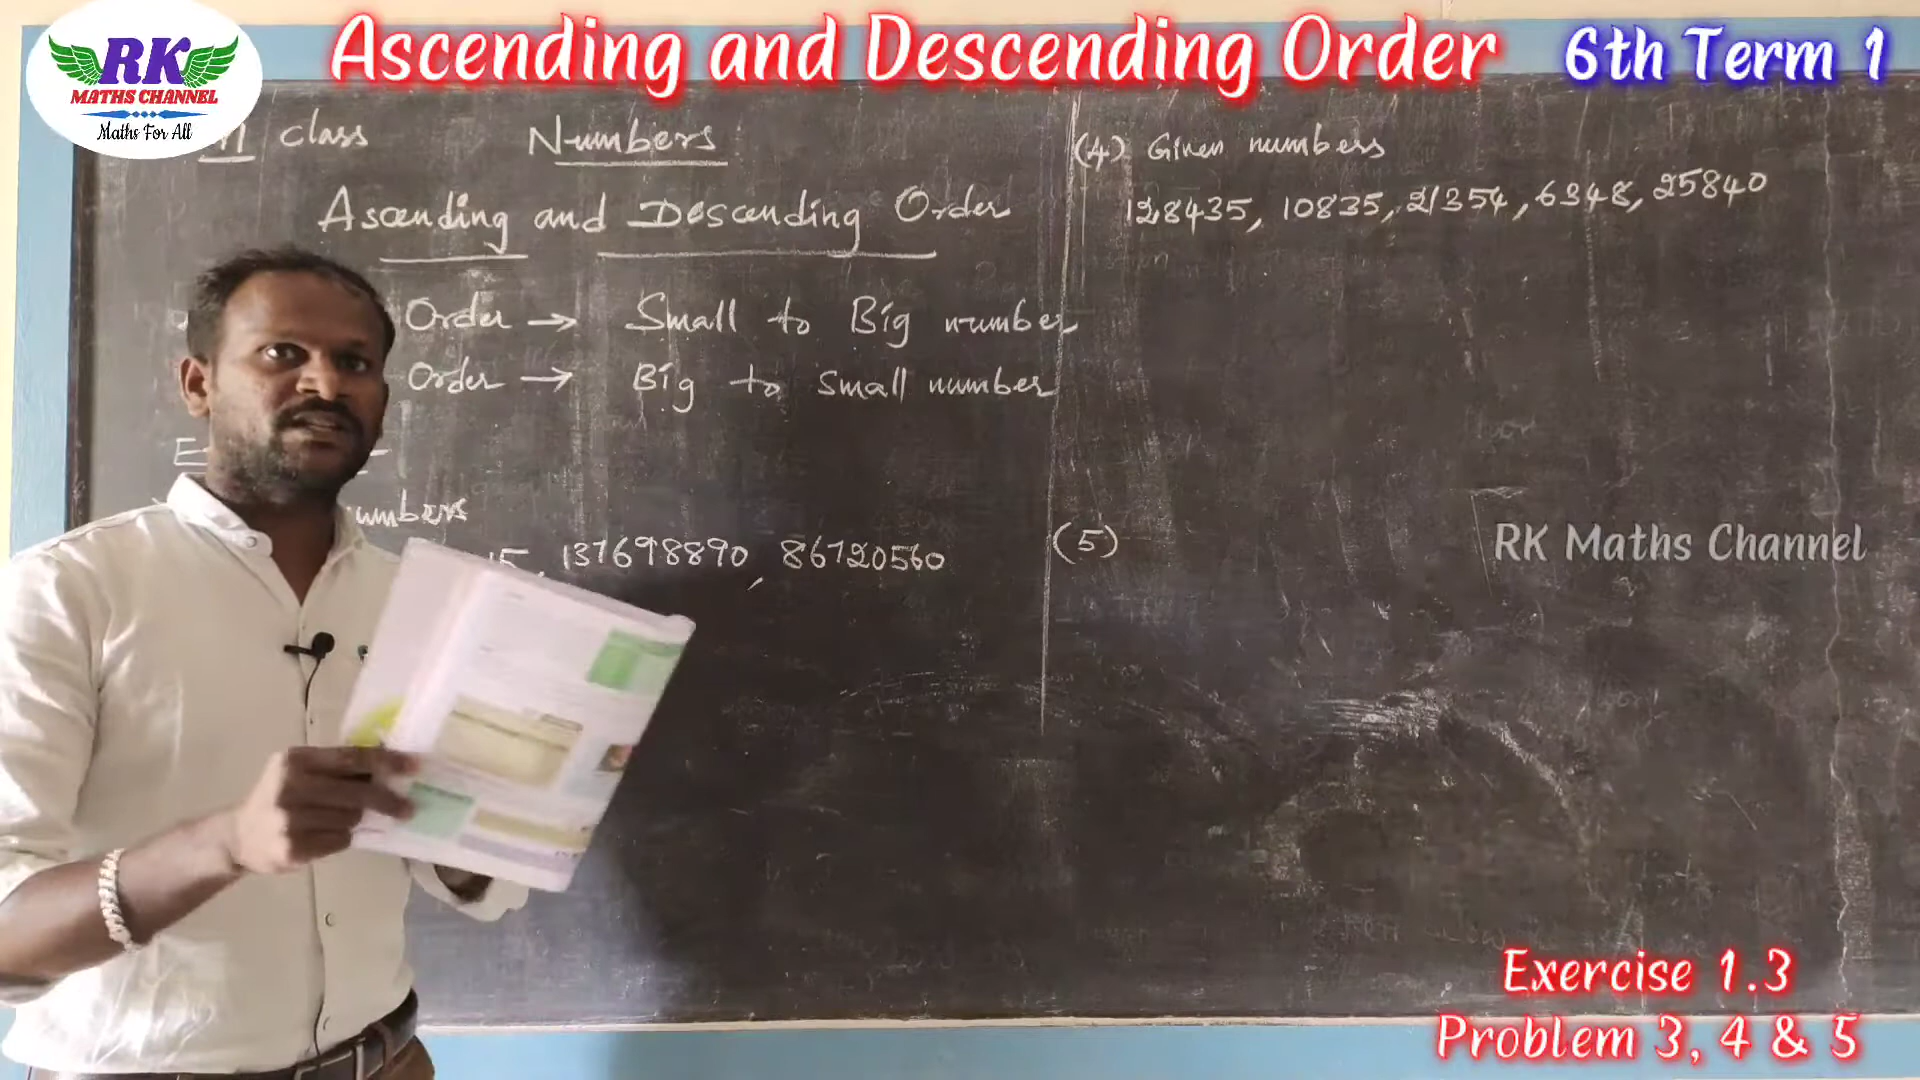 RK
MATHS CHANNEL
Maths For All
Ascending and Descending Order
6th Term 1
class
Numbers
Ascending and Descending Order
Order → Small to Big number
Order → Big to Small number
umbers
15, 137698890, 86720560
(4) Given numbers
128435, 10835, 21354, 6348, 25840
(5)
RK Maths Channel
Exercise 1.3
Problem 3, 4 & 5